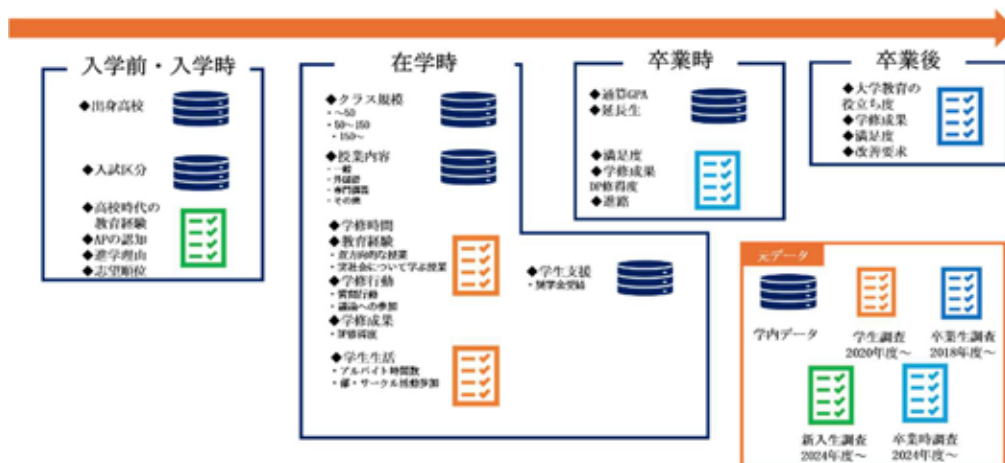 入学前・入学時
◆出身高校
◆入試区分
◆高校時代の
教育経験
◆APの認知
◆進学理由
◆志望順位
在学時
◆クラス規模
・~50
・50~150
・150~
◆授業内容
・一般
・外国語
・専門講義
・その他
◆学修時間
◆教育経験
・双方向的な授業
・実社会について学ぶ授業
◆学修行動
・質問行動
・議論への参加
◆学修成果
・DP修得度
◆学生生活
・アルバイト時間数
・部・サークル活動参加
◆学生支援
・奨学金受給
卒業時
◆通算GPA
◆延長生
◆満足度
◆学修成果
DP修得度
◆進路
卒業後
◆大学教育の
役立ち度
◆学修成果
◆満足度
◆改善要求
元データ
学内データ
学生調査
2020年度~
卒業生調査
2018年度~
新入生調査
2024年度~
卒業時調査
2024年度~